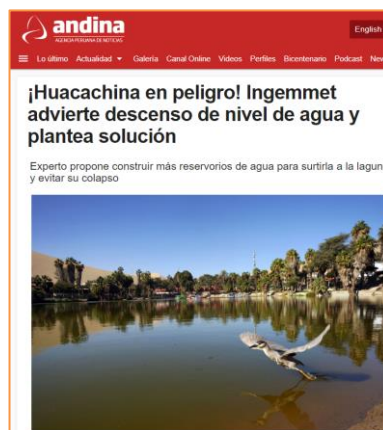 andina
AGENCIA PERUANA DE NOTICIAS
English
Lo último Actualidad Galería Canal Online Videos Perfiles Bicentenario Podcast New
¡Huacachina en peligro! Ingemmet
advierte descenso de nivel de agua y
plantea solución
Experto propone construir más reservorios de agua para surtirla a la lagun
y evitar su colapso